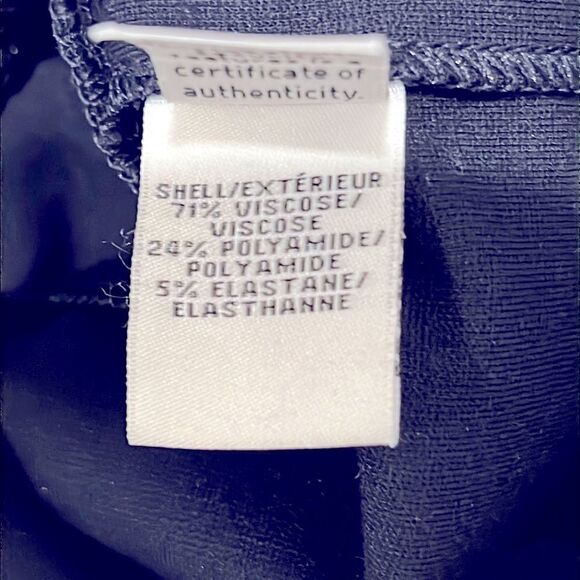 certificate of
authenticity.
SHELL/EXTÉRIEUR
71% VISCOSE/
VISCOSE
24% POLYAMIDE/
POLYAMIDE
5% ELASTANE/
ELASTHANNE